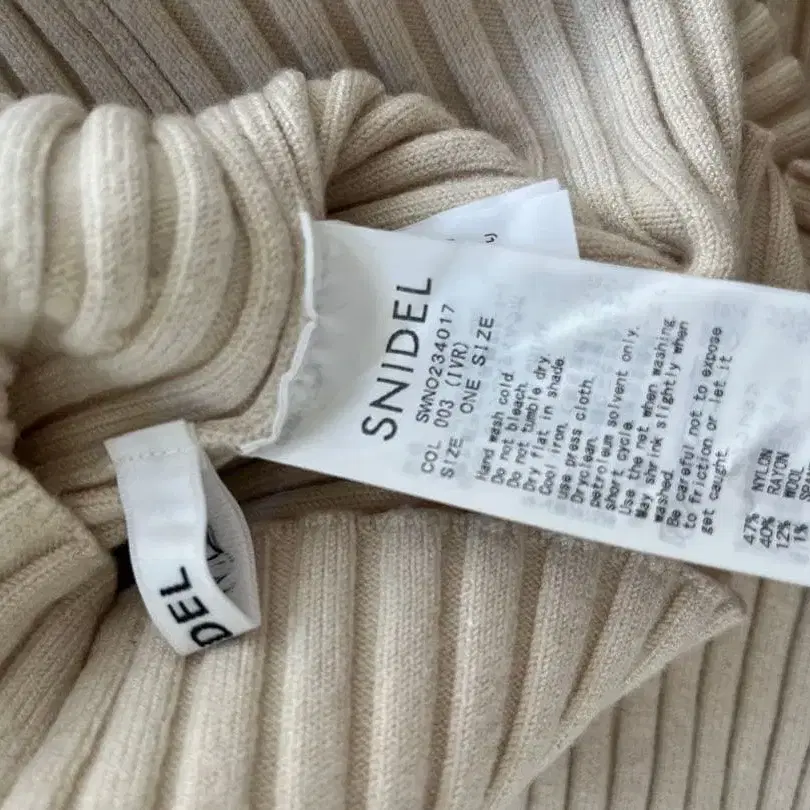 SNIDEL
SWNO234017
COL 003 (IVR)
SIZE ONE SIZE
Hand wash cold.
Do not bleach.
Do not tumble dry.
Dry flat in shade.
Cool iron.
use press cloth.
Dryclean.
petroleum solvent only.
short cycle.
Use the net when washing.
May shrink slightly when
washed.
Be careful not to expose
to friction or let it
get caught.
47% NYLON
40% RAYON
12% WOOL
1%
DEL